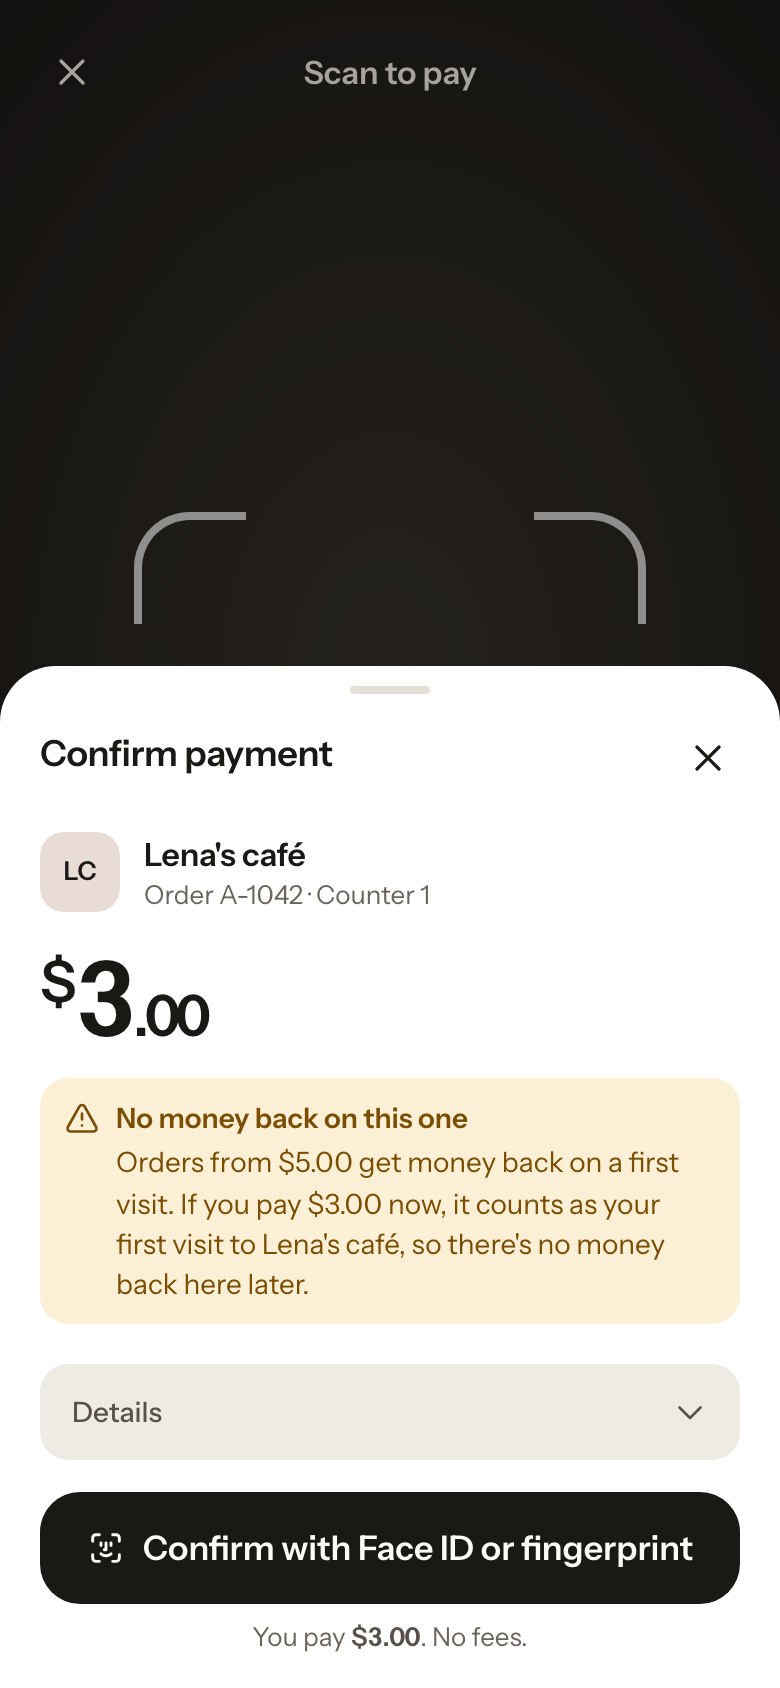 Scan to pay
Confirm payment
LC
Lena's café
Order A-1042 · Counter 1
$3.00
No money back on this one
Orders from $5.00 get money back on a first
visit. If you pay $3.00 now, it counts as your
first visit to Lena's café, so there's no money
back here later.
Details
Confirm with Face ID or fingerprint
You pay $3.00. No fees.